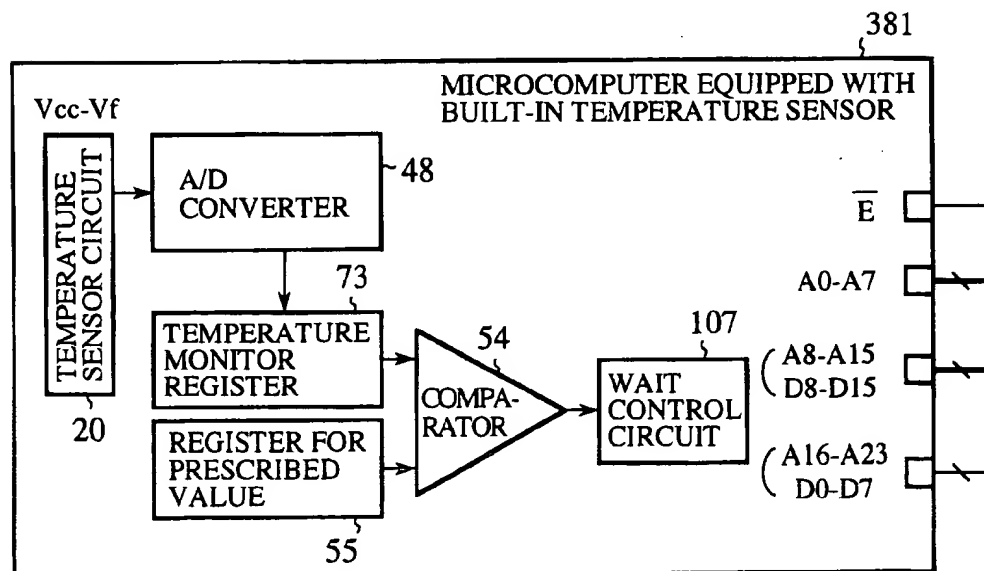 381
MICROCOMPUTER EQUIPPED WITH
BUILT-IN TEMPERATURE SENSOR
Vcc-Vf
TEMPERATURE
SENSOR CIRCUIT
20
A/D
CONVERTER
48
73
TEMPERATURE
MONITOR
REGISTER
REGISTER FOR
PRESCRIBED
VALUE
55
54
COMPA-
RATOR
107
WAIT
CONTROL
CIRCUIT
E
A0-A7
A8-A15
D8-D15
A16-A23
D0-D7